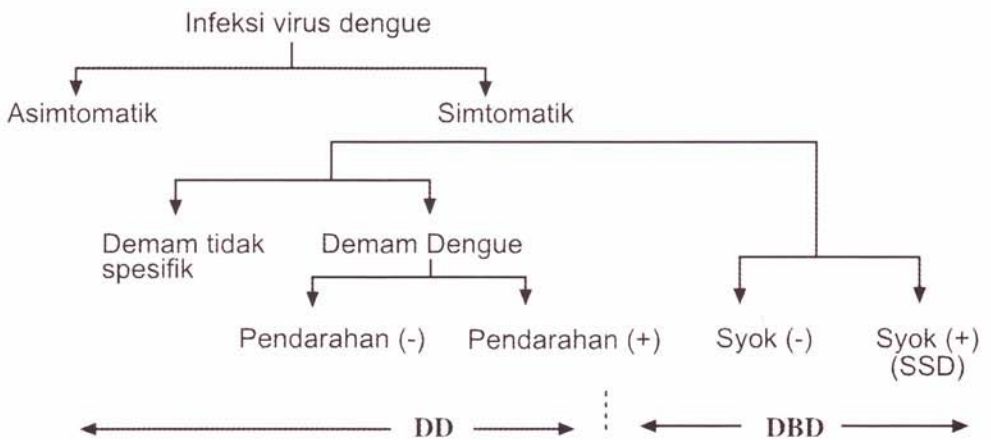 Infeksi virus dengue
Asimtomatik
Simtomatik
Demam tidak
spesifik
Demam Dengue
Pendarahan (-)
Pendarahan (+)
Syok (-)
Syok (+)
(SSD)
DD
DBD